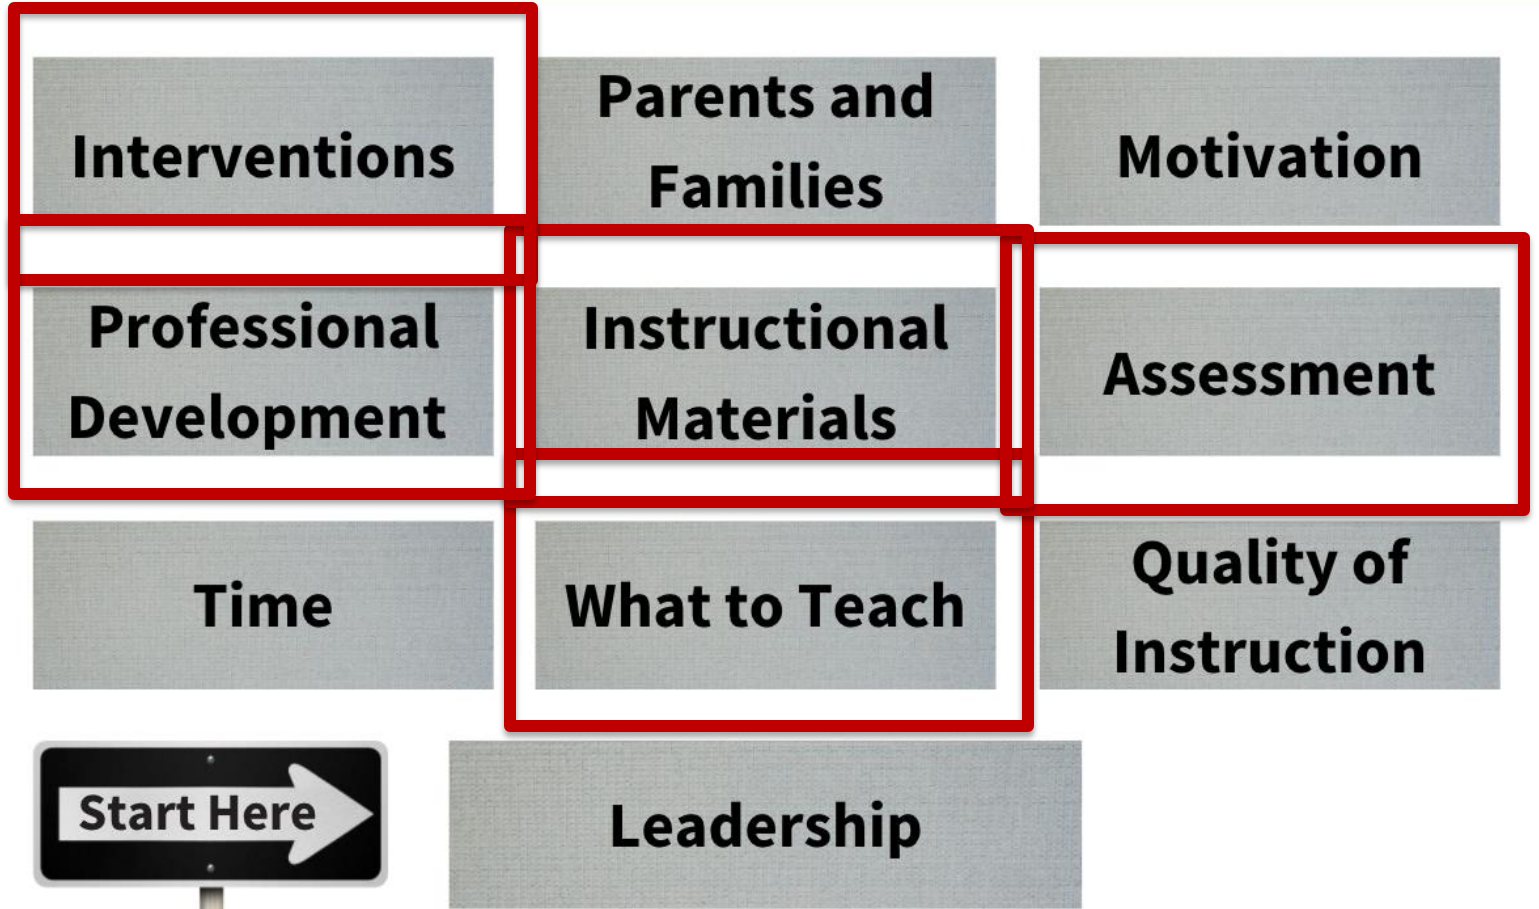 Interventions
Parents and
Families
Motivation
Professional
Development
Instructional
Materials
Assessment
Time
What to Teach
Quality of
Instruction
Start Here
Leadership